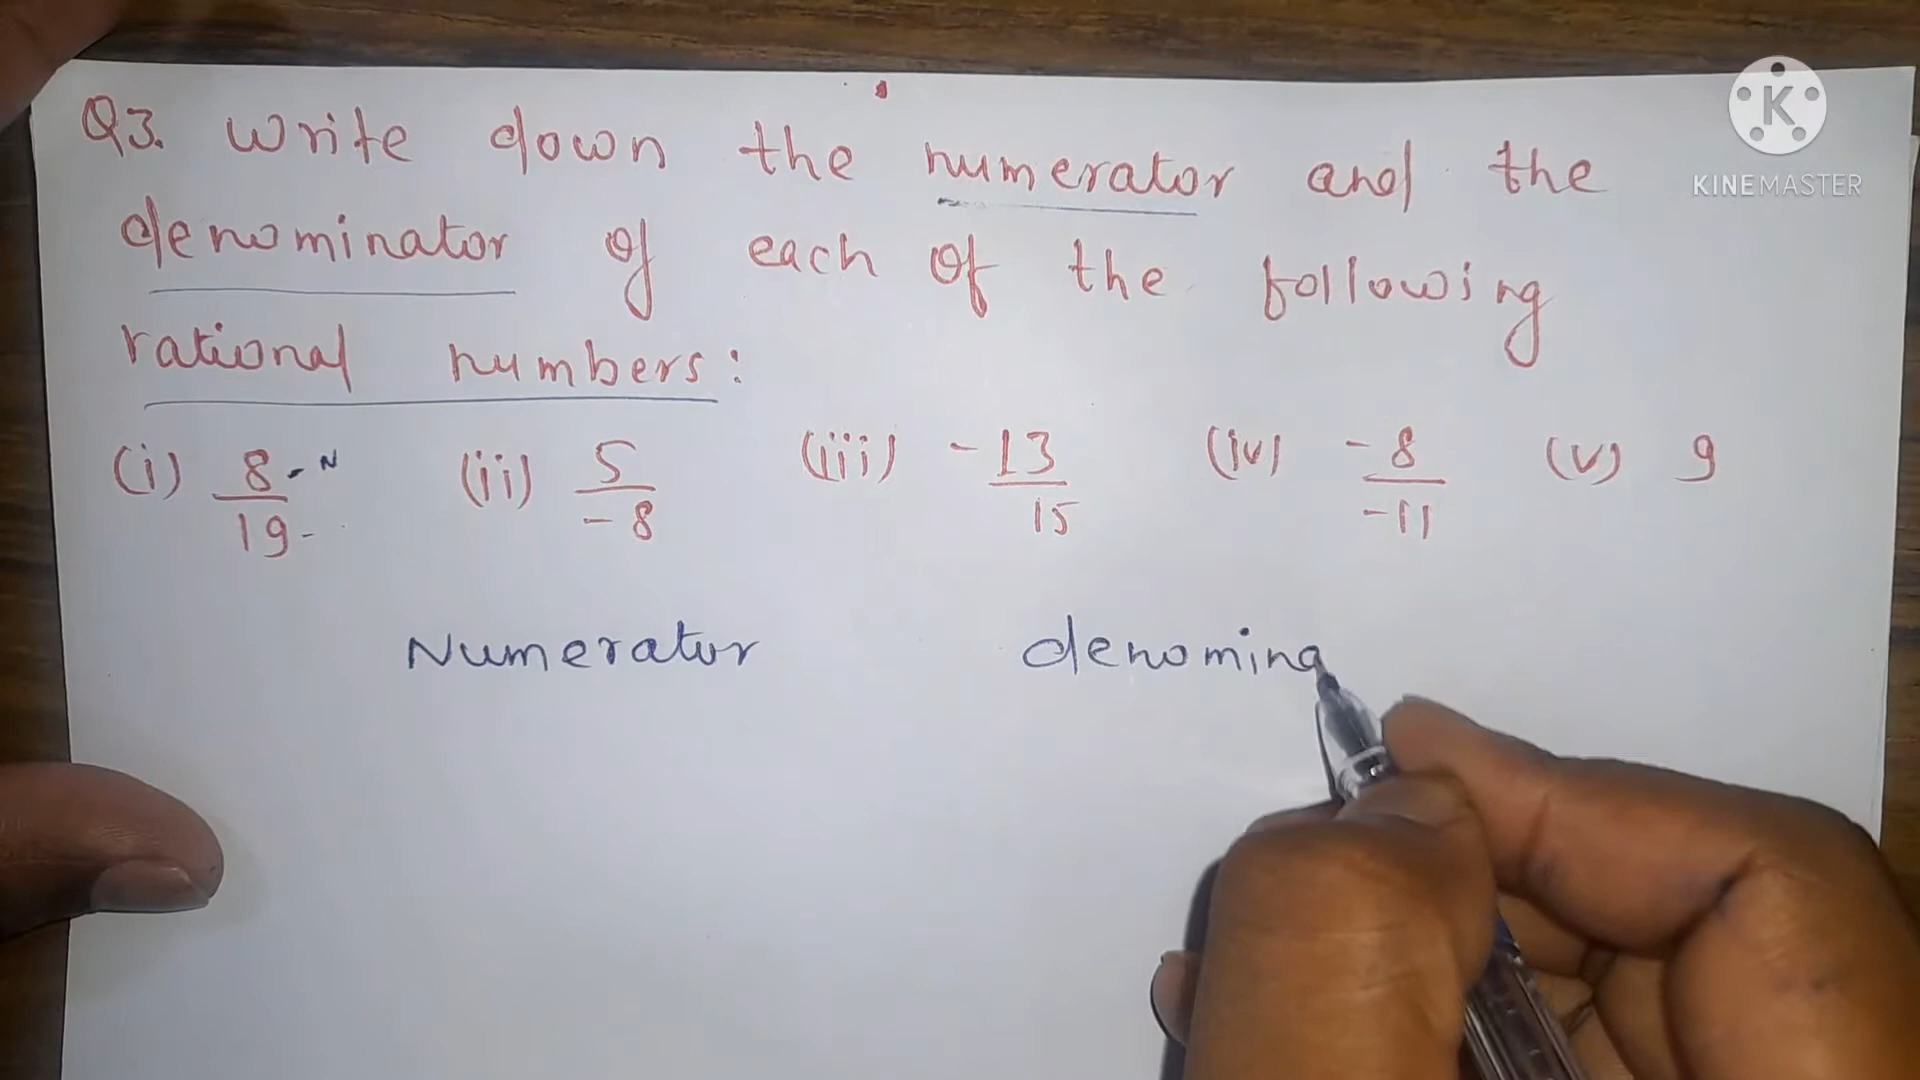 Q3. Write down the numerator and the
denominator of each of the following
rational numbers:
(i) 8/19 - N (ii) 5/-8 (iii) -13/15 (iv) -8/-11 (v) 9
Numerator denomina
KINEMASTER